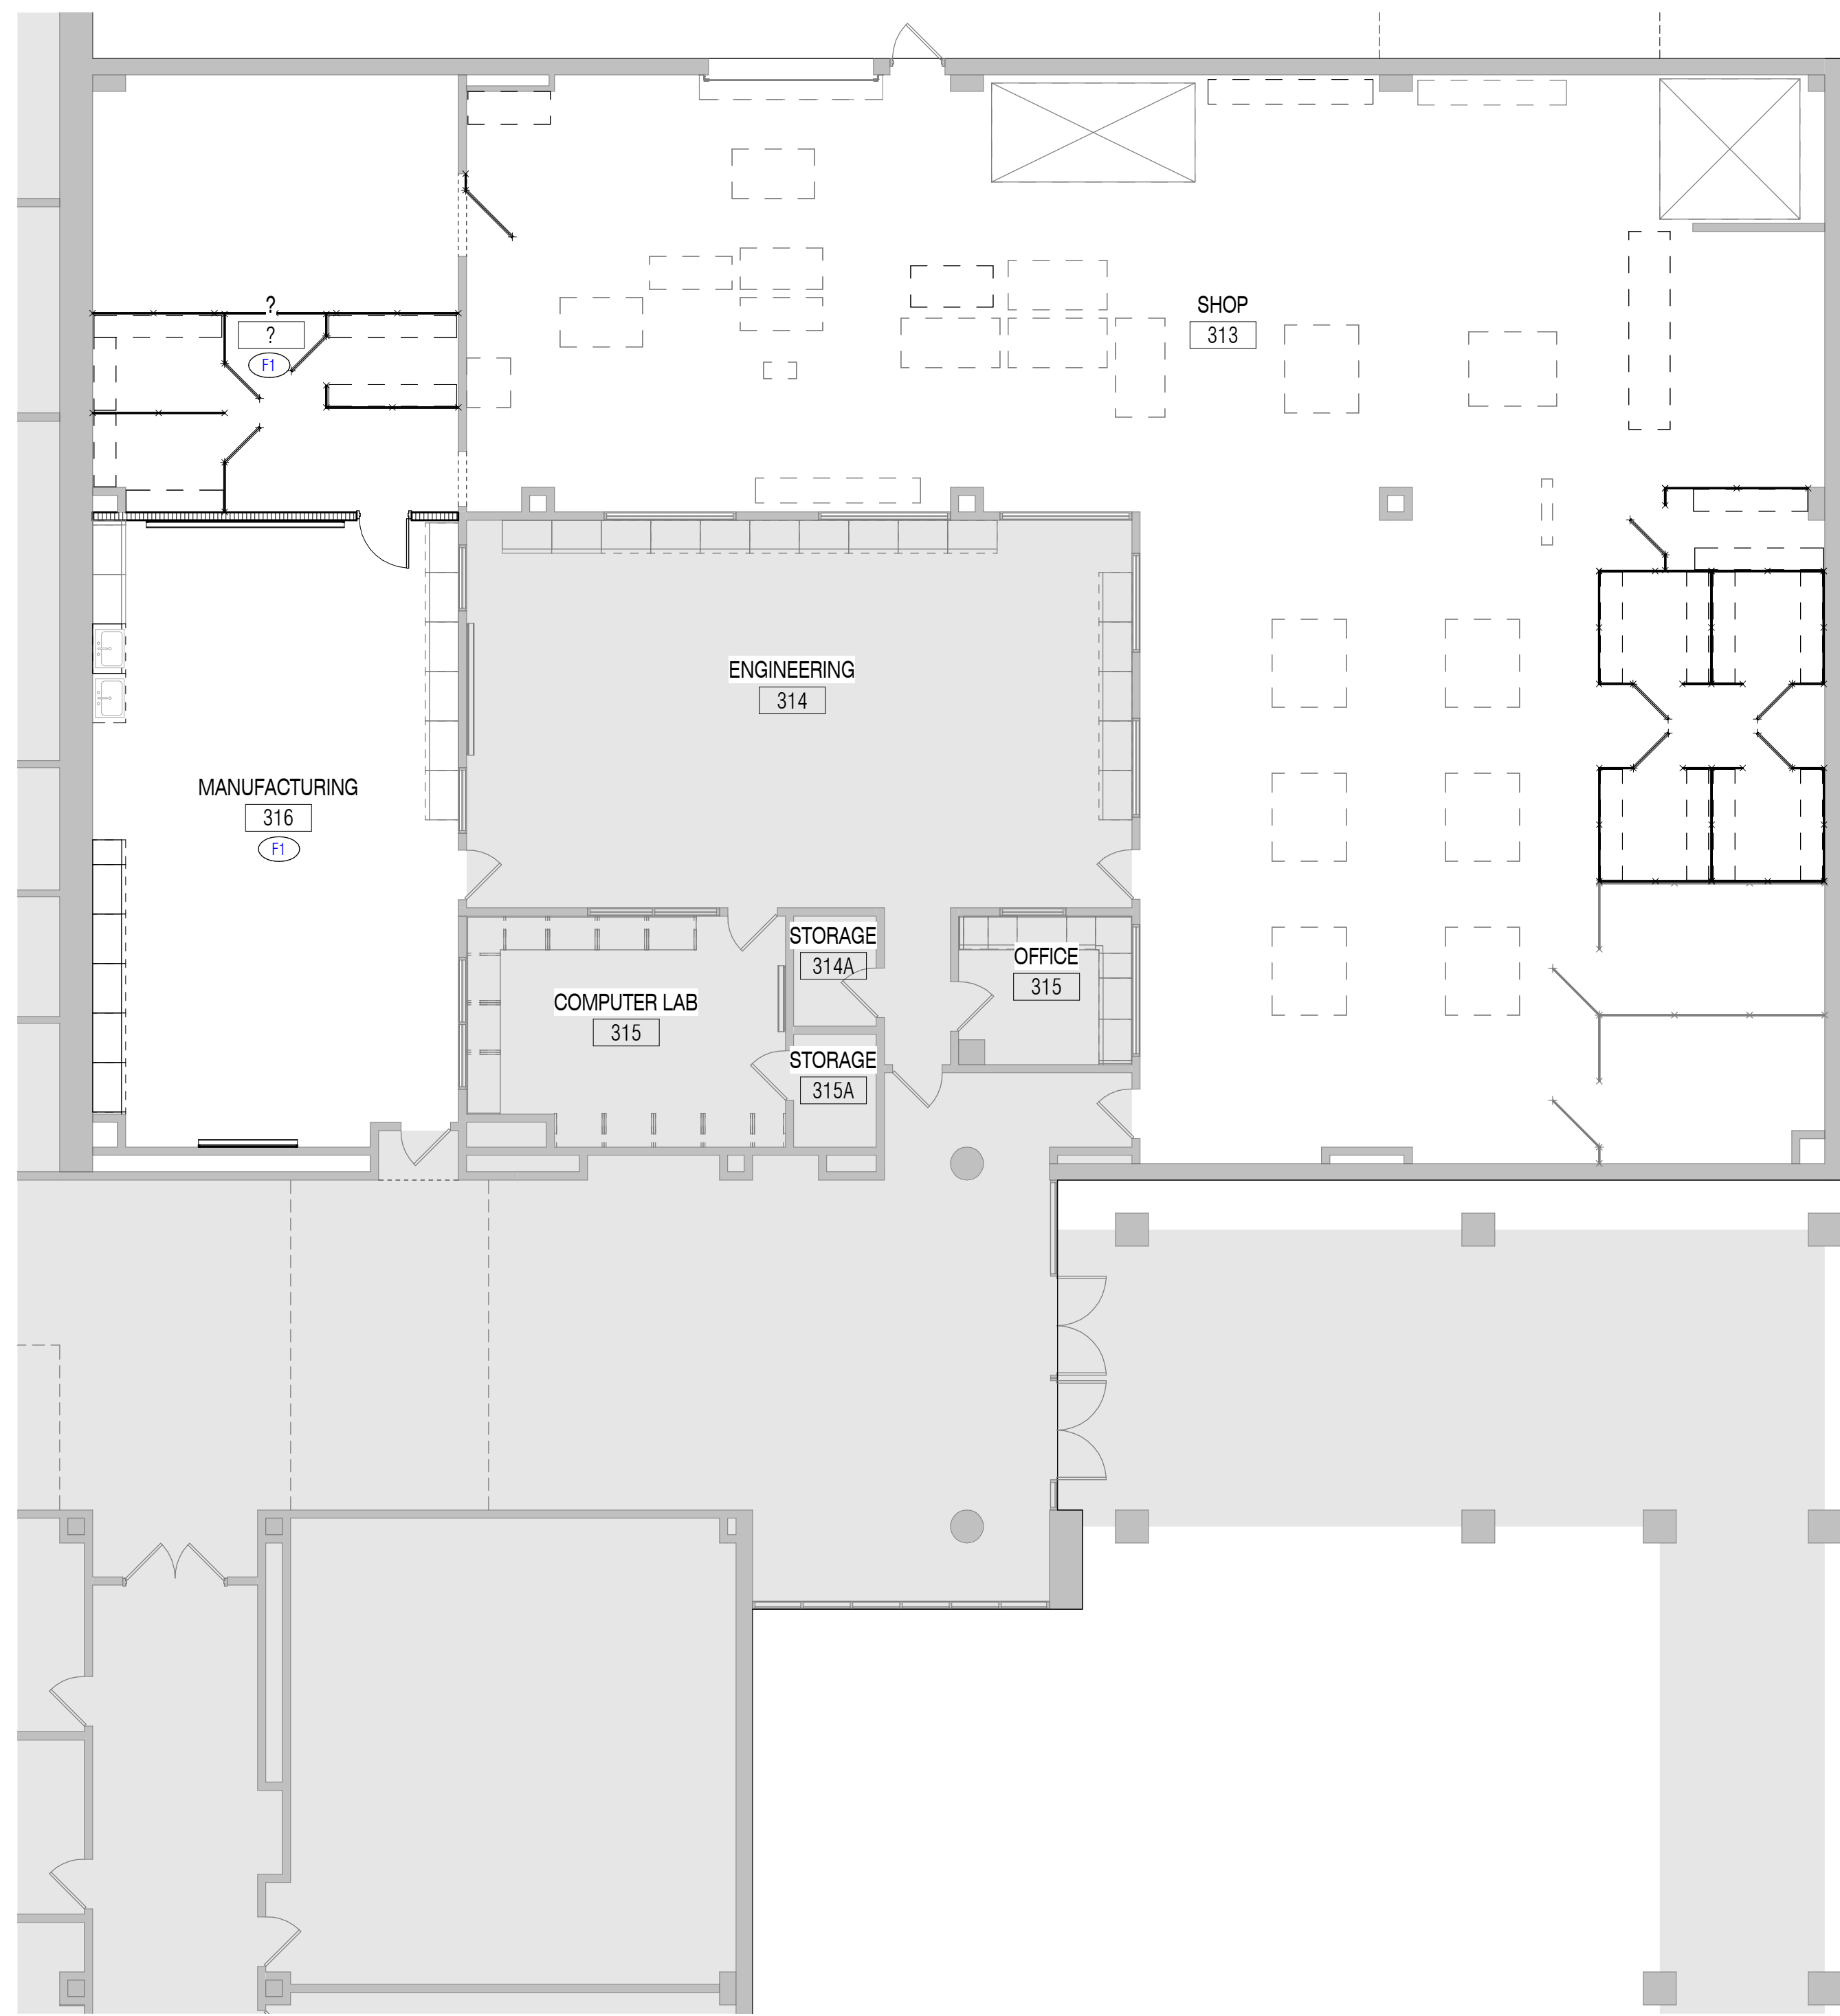 ?
?
F1
SHOP
313
ENGINEERING
314
MANUFACTURING
316
F1
STORAGE
314A
OFFICE
315
COMPUTER LAB
315
STORAGE
315A